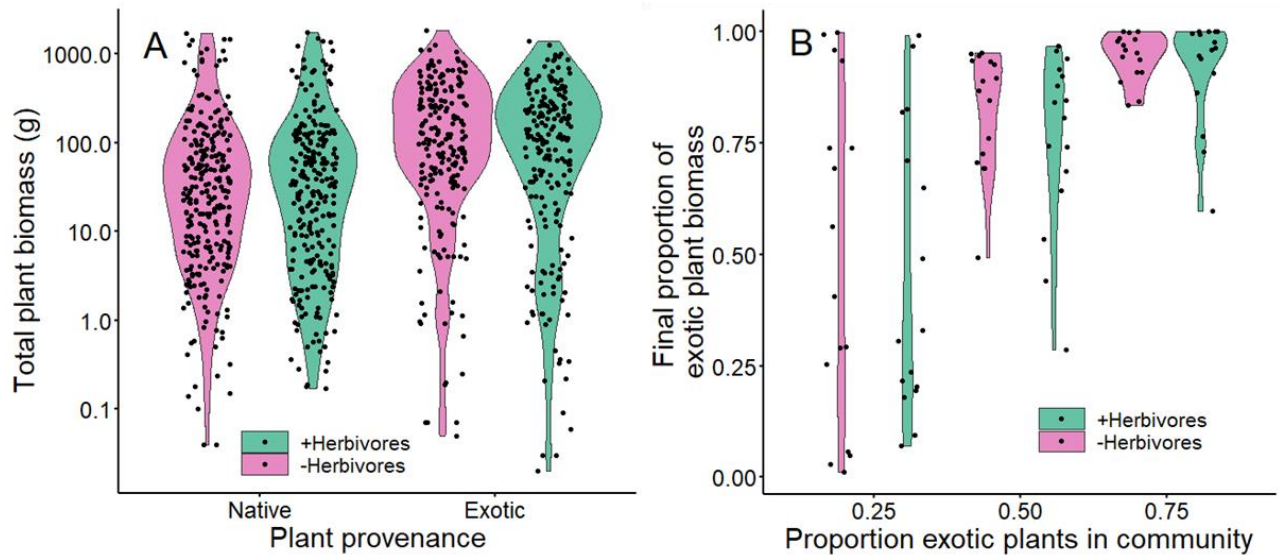 A
Total plant biomass (g)
1000.0
100.0
10.0
1.0
0.1
+Herbivores
-Herbivores
Native
Exotic
Plant provenance
B
Final proportion of
exotic plant biomass
1.00
0.75
0.50
0.25
0.00
+Herbivores
-Herbivores
0.25
0.50
0.75
Proportion exotic plants in community